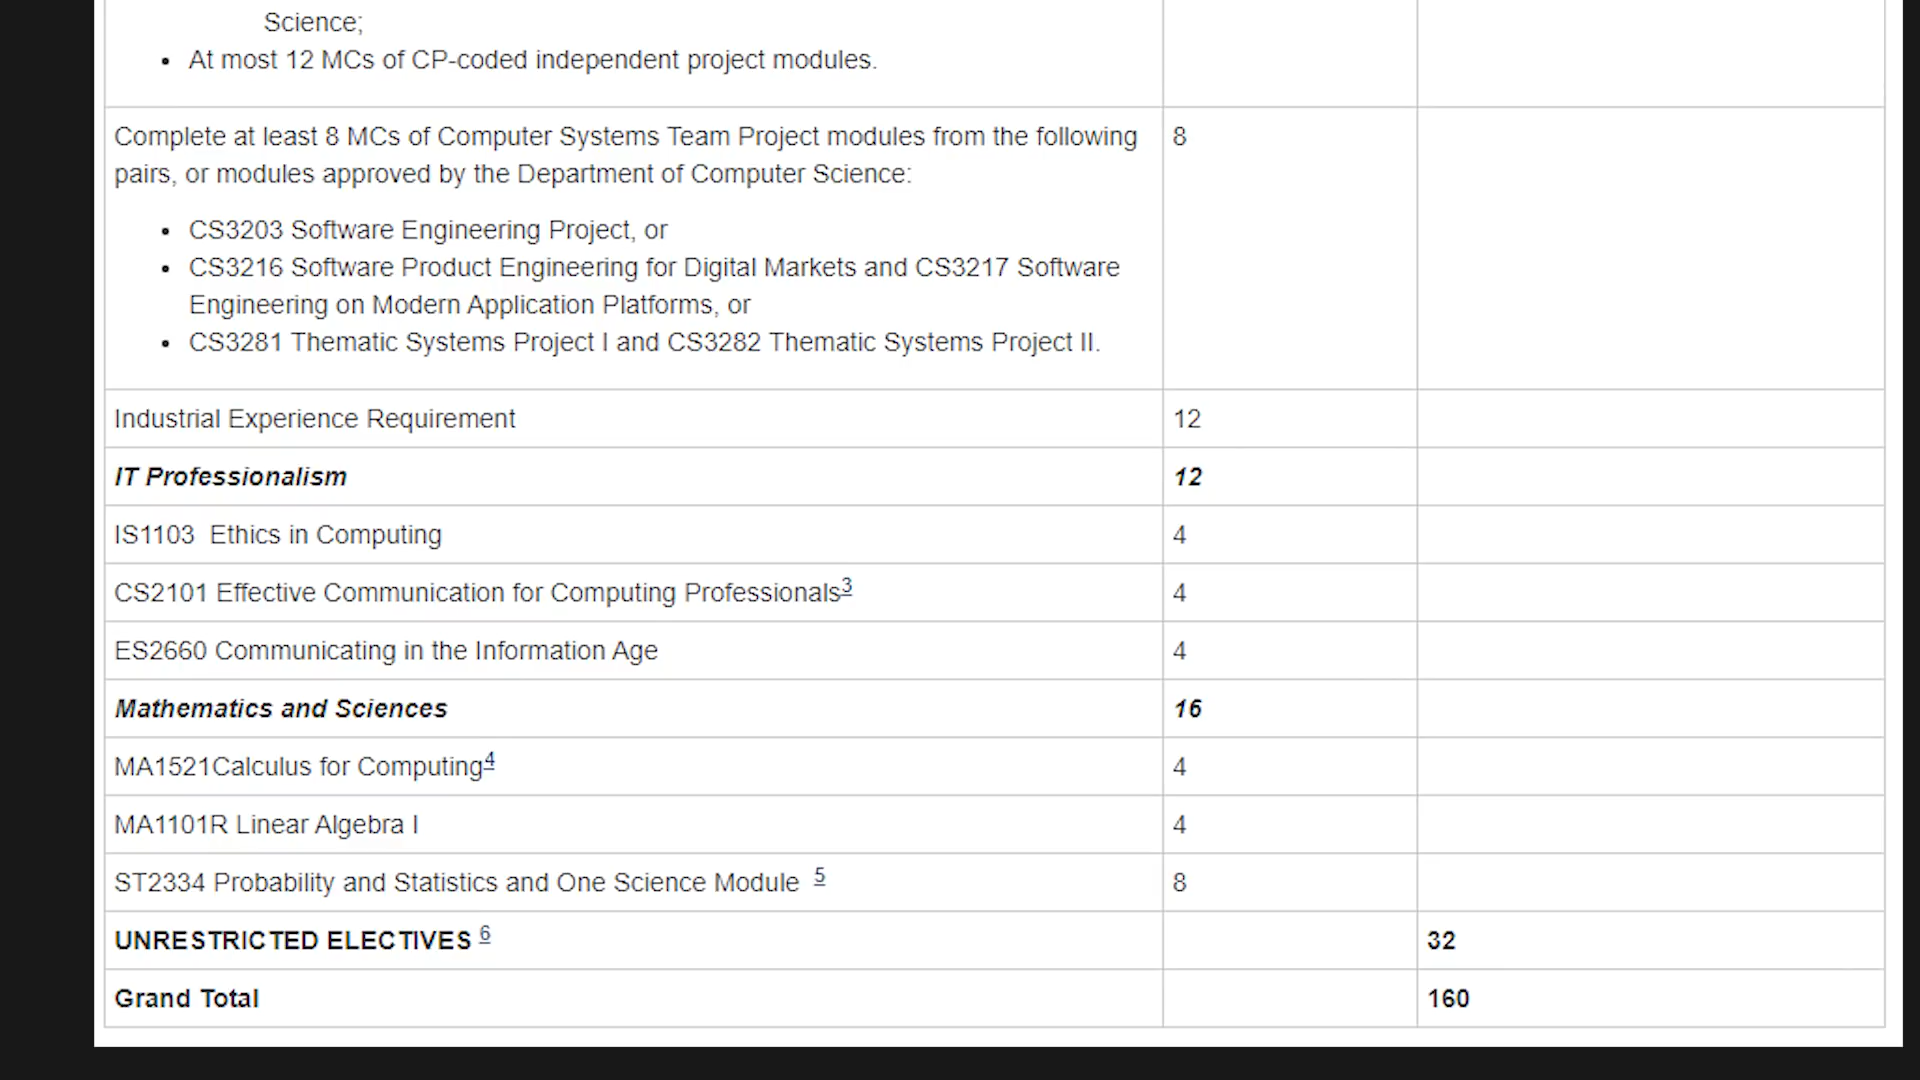 Science;
• At most 12 MCs of CP-coded independent project modules.
Complete at least 8 MCs of Computer Systems Team Project modules from the following 8
pairs, or modules approved by the Department of Computer Science:
• CS3203 Software Engineering Project, or
• CS3216 Software Product Engineering for Digital Markets and CS3217 Software
Engineering on Modern Application Platforms, or
• CS3281 Thematic Systems Project I and CS3282 Thematic Systems Project II.
Industrial Experience Requirement 12
IT Professionalism 12
IS1103 Ethics in Computing 4
CS2101 Effective Communication for Computing Professionals3 4
ES2660 Communicating in the Information Age 4
Mathematics and Sciences 16
MA1521Calculus for Computing4 4
MA1101R Linear Algebra I 4
ST2334 Probability and Statistics and One Science Module 5 8
UNRESTRICTED ELECTIVES 6 32
Grand Total 160